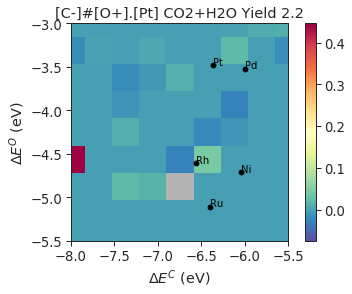 [C-]#[O+].[Pt] CO2+H2O Yield 2.2
−3.0
−3.5
−4.0
−4.5
−5.0
−5.5
ΔE^O (eV)
Pt
Pd
Rh
Ni
Ru
−8.0 −7.5 −7.0 −6.5 −6.0 −5.5
ΔE^C (eV)
0.4
0.3
0.2
0.1
0.0